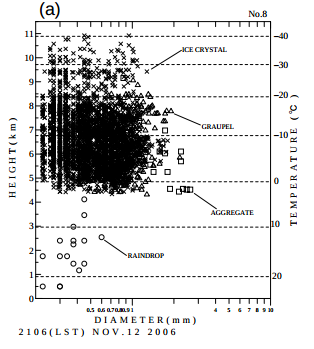 (a)
No.8
11
10
9
8
7
6
5
4
3
2
1
0
HEIGHT(km)
ICE CRYSTAL
GRAUPEL
AGGREGATE
RAINDROP
-40
-30
-20
-10
0
10
20
TEMPERATURE (℃)
0.5 0.6 0.7 0.8 0.9 1 2 3 4 5 6 7 8 9 10
DIAMETER(mm)
2106(LST) NOV.12 2006